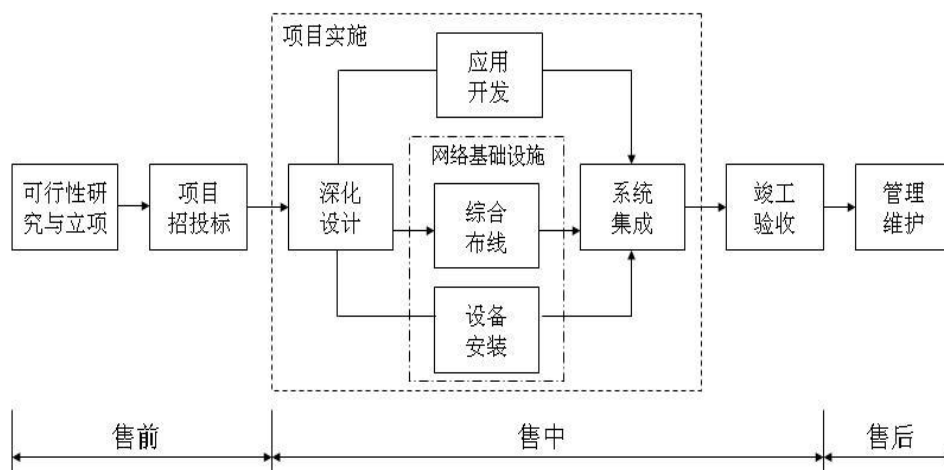 项目实施
应用
开发
网络基础设施
可行性研
究与立项
项目
招投标
深化
设计
综合
布线
系统
集成
竣工
验收
管理
维护
设备
安装
售前
售中
售后